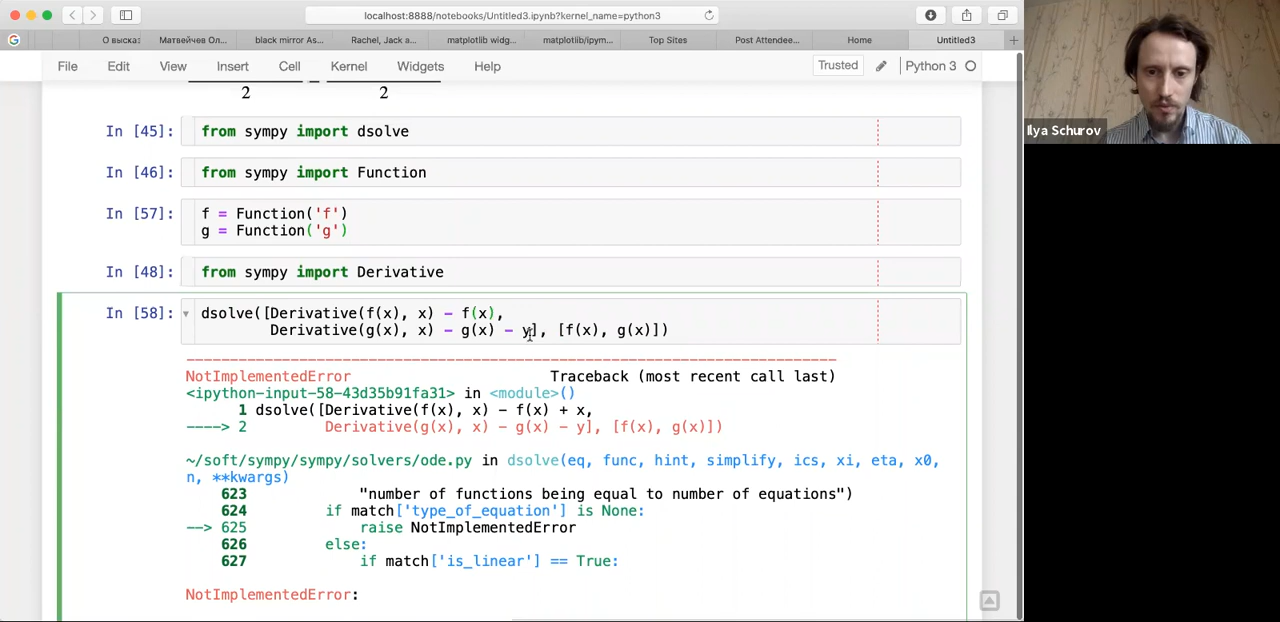 localhost:8888/notebooks/Untitled3.ipynb?kernel_name=python3
О выска: Матвейчев Ол... black mirror As... Rachel, Jack a... matplotlib widg... matplotlib/ipym... Top Sites Post Attendee... Home Untitled3
File Edit View Insert Cell Kernel Widgets Help Trusted Python 3
2 2
In [45]: from sympy import dsolve
In [46]: from sympy import Function
In [57]: f = Function('f')
g = Function('g')
In [48]: from sympy import Derivative
In [58]: dsolve([Derivative(f(x), x) - f(x),
Derivative(g(x), x) - g(x) - y], [f(x), g(x)])
NotImplementedError Traceback (most recent call last)
<ipython-input-58-43d35b91fa31> in <module>()
1 dsolve([Derivative(f(x), x) - f(x) + x,
----> 2 Derivative(g(x), x) - g(x) - y], [f(x), g(x)])
~/soft/sympy/sympy/solvers/ode.py in dsolve(eq, func, hint, simplify, ics, xi, eta, x0,
n, **kwargs)
623 "number of functions being equal to number of equations")
624 if match['type_of_equation'] is None:
--> 625 raise NotImplementedError
626 else:
627 if match['is_linear'] == True:
NotImplementedError:
Ilya Schurov